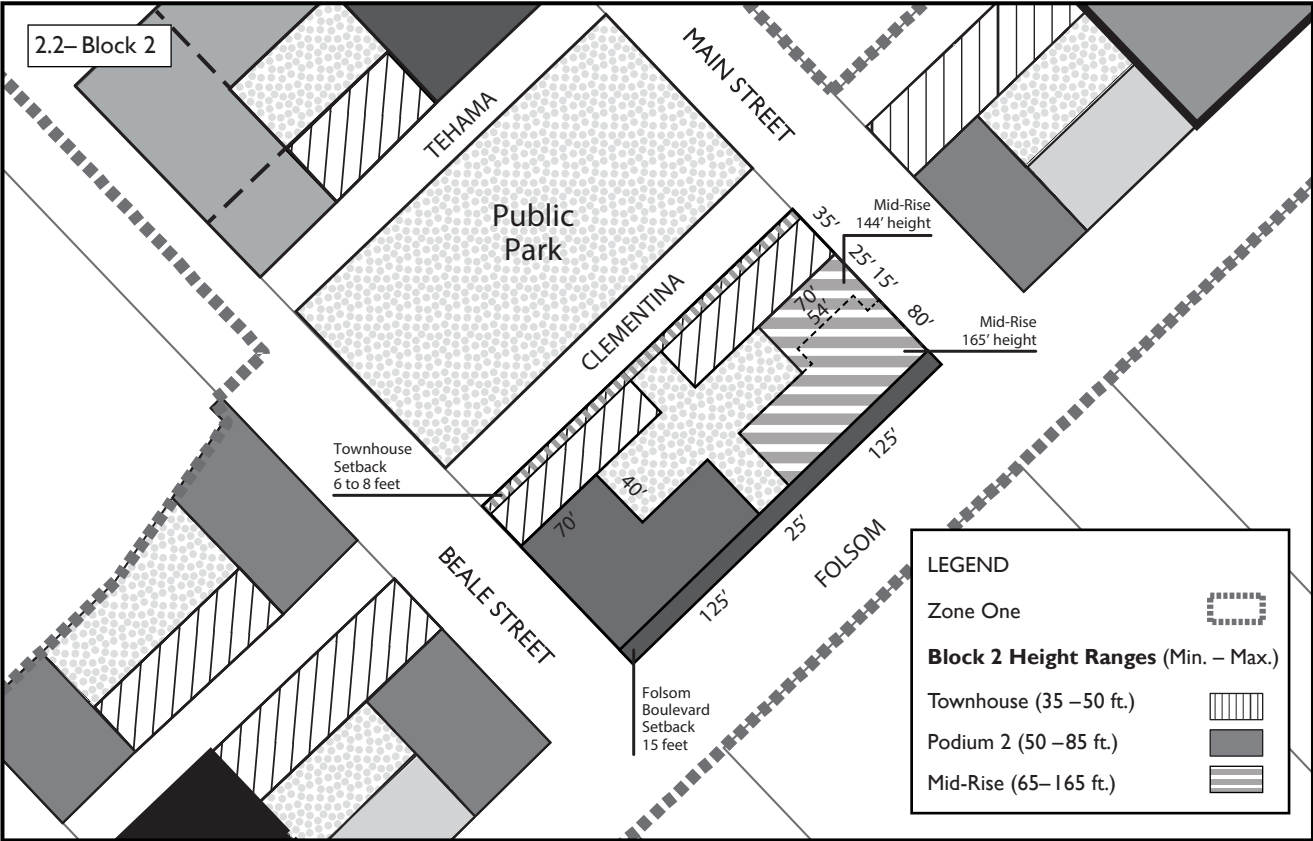 2.2– Block 2
MAIN STREET
TEHAMA
Public
Park
CLEMENTINA
Mid-Rise
144′ height
35′
25′ 15′
80′
70′
54′
Mid-Rise
165′ height
Townhouse
Setback
6 to 8 feet
40′
70′
125′
25′
125′
FOLSOM
BEALE STREET
Folsom
Boulevard
Setback
15 feet
LEGEND
Zone One
Block 2 Height Ranges (Min. – Max.)
Townhouse (35 –50 ft.)
Podium 2 (50 –85 ft.)
Mid-Rise (65–165 ft.)